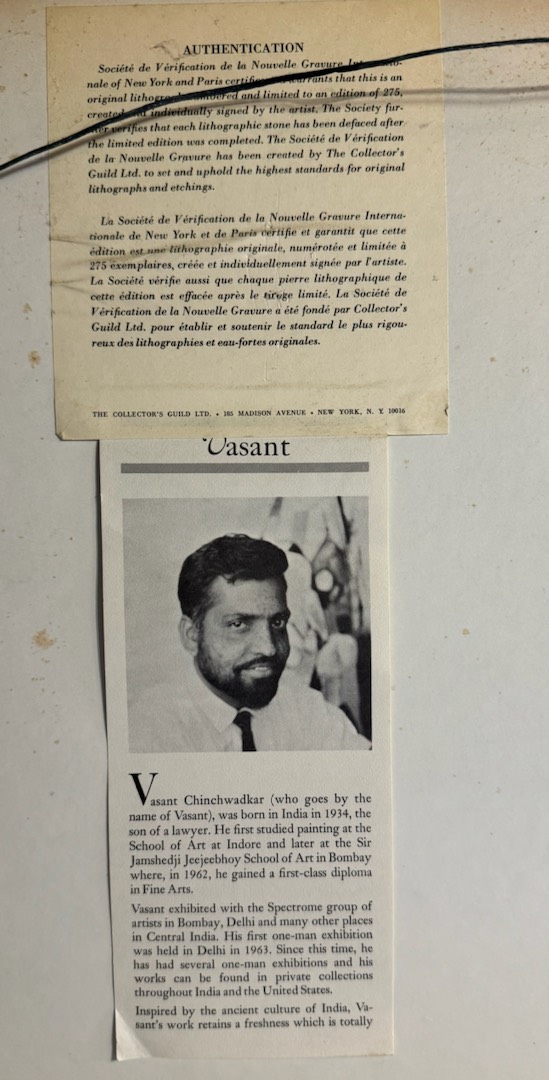 AUTHENTICATION
Société de Vérification de la Nouvelle Gravure
nale of New York and Paris warrants that this is an
original and limited to an edition of 275,
individually signed by the artist. The Society fur-
verifies that each lithographic stone has been defaced after
the limited edition was completed. The Société de Vérification
de la Nouvelle Gravure has been created by The Collector's
Guild Ltd. to set and uphold the highest standards for original
lithographs and etchings.
La Société de Vérification de la Nouvelle Gravure Interna-
tionale de New York et de Paris certifie et garantit que cette
édition est une lithographie originale, numérotée et limitée à
275 exemplaires, créée et individuellement signée par l'artiste.
La Société vérifie aussi que chaque pierre lithographique de
cette édition est effacée après le tirage limité. La Société de
Vérification de la Nouvelle Gravure a été fondé par Collector's
Guild Ltd. pour établir et soutenir le standard le plus rigou-
reux des lithographies et eau-fortes originales.
THE COLLECTOR'S GUILD LTD. • 185 MADISON AVENUE • NEW YORK, N. Y. 10016
Vasant
Vasant Chinchwadkar (who goes by the
name of Vasant), was born in India in 1934, the
son of a lawyer. He first studied painting at the
School of Art at Indore and later at the Sir
Jamshedji Jeejeebhoy School of Art in Bombay
where, in 1962, he gained a first-class diploma
in Fine Arts.
Vasant exhibited with the Spectrome group of
artists in Bombay, Delhi and many other places
in Central India. His first one-man exhibition
was held in Delhi in 1963. Since this time, he
has had several one-man exhibitions and his
works can be found in private collections
throughout India and the United States.
Inspired by the ancient culture of India, Va-
sant's work retains a freshness which is totally